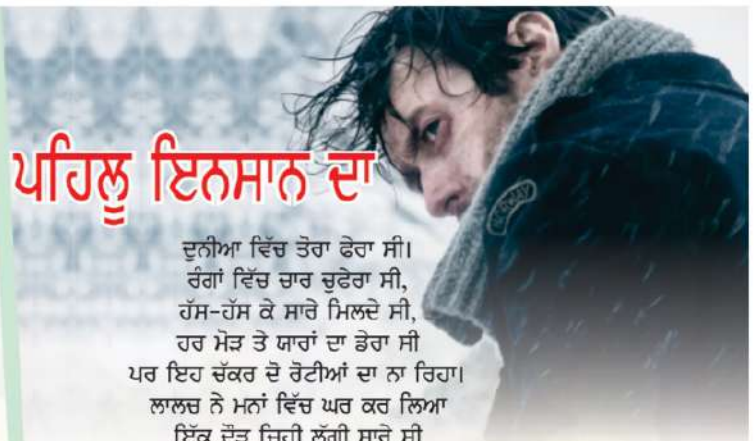 ਪਹਿਲੂ ਇਨਸਾਨ ਦਾ
ਦੁਨੀਆ ਵਿੱਚ ਤੋਰਾ ਫੇਰਾ ਸੀ।
ਰੰਗਾਂ ਵਿੱਚ ਚਾਰ ਚੁਫੇਰਾ ਸੀ,
ਹੱਸ-ਹੱਸ ਕੇ ਸਾਰੇ ਮਿਲਦੇ ਸੀ,
ਹਰ ਮੋੜ ਤੇ ਯਾਰਾਂ ਦਾ ਡੇਰਾ ਸੀ
ਪਰ ਇਹ ਚੱਕਰ ਦੋ ਰੋਟੀਆਂ ਦਾ ਨਾ ਰਿਹਾ।
ਲਾਲਚ ਨੇ ਮਨਾਂ ਵਿੱਚ ਘਰ ਕਰ ਲਿਆ
ਇੱਕ ਦੌੜ ਜਿਹੀ ਲੱਗੀ ਸਾਰੇ ਸੀ